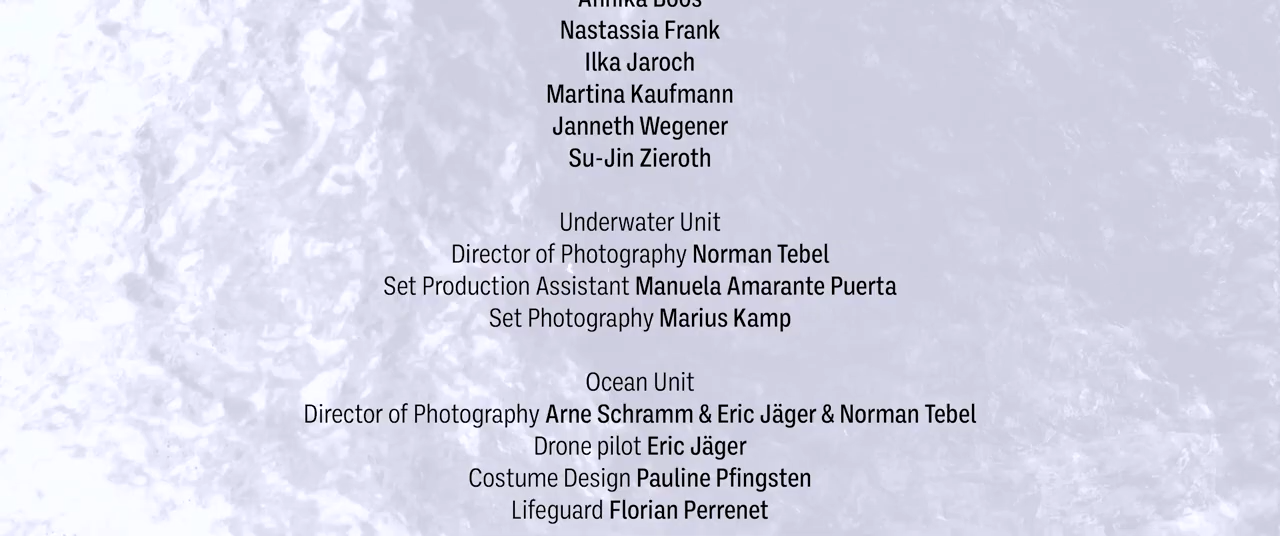 Annika Boos
Nastassia Frank
Ilka Jaroch
Martina Kaufmann
Janneth Wegener
Su-Jin Zieroth
Underwater Unit
Director of Photography Norman Tebel
Set Production Assistant Manuela Amarante Puerta
Set Photography Marius Kamp
Ocean Unit
Director of Photography Arne Schramm & Eric Jäger & Norman Tebel
Drone pilot Eric Jäger
Costume Design Pauline Pfingsten
Lifeguard Florian Perrenet